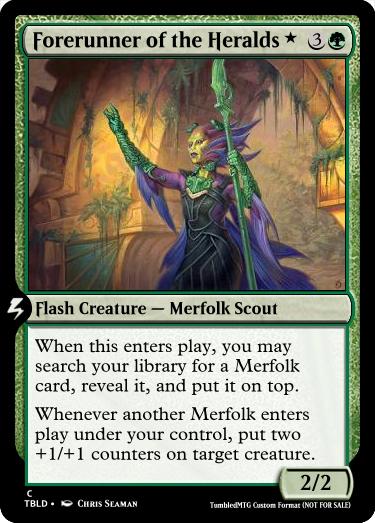 Forerunner of the Heralds ★ 3
Flash Creature — Merfolk Scout
When this enters play, you may
search your library for a Merfolk
card, reveal it, and put it on top.
Whenever another Merfolk enters
play under your control, put two
+1/+1 counters on target creature.
2/2
C
TBLD • Chris Seaman
TumbledMTG Custom Format (NOT FOR SALE)